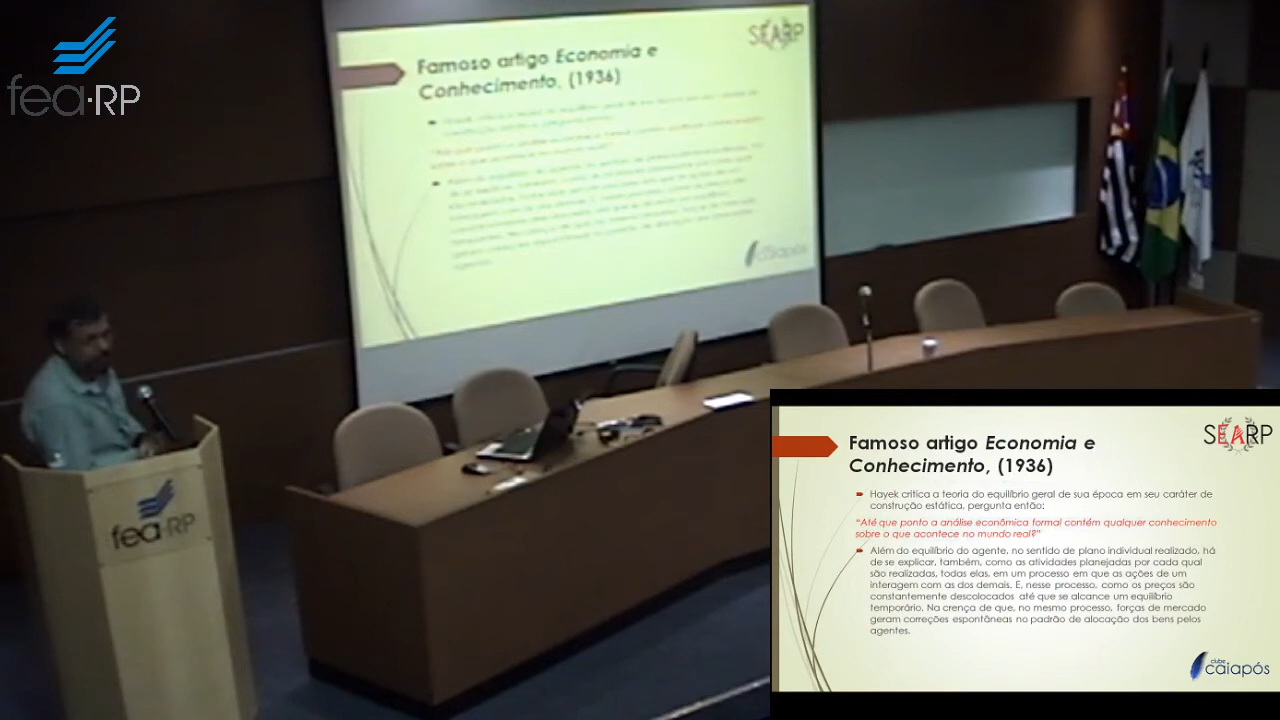 fea·RP
Famoso artigo Economia e
Conhecimento, (1936)
SEARP
caiapós
fea·RP
Famoso artigo Economia e
Conhecimento, (1936)
SEARP
Hayek critica a teoria do equilíbrio geral de sua época em seu caráter de
construção estática, pergunta então:
“Até que ponto a análise econômica formal contém qualquer conhecimento
sobre o que acontece no mundo real?”
Além do equilíbrio do agente, no sentido de plano individual realizado, há
de se explicar, também, como as atividades planejadas por cada qual
são realizadas, todas elas, em um processo em que as ações de um
interagem com as dos demais. E, nesse processo, como os preços são
constantemente descolocados até que se alcance um equilíbrio
temporário. Na crença de que, no mesmo processo, forças de mercado
geram correções espontâneas no padrão de alocação dos bens pelos
agentes.
clube
caiapós